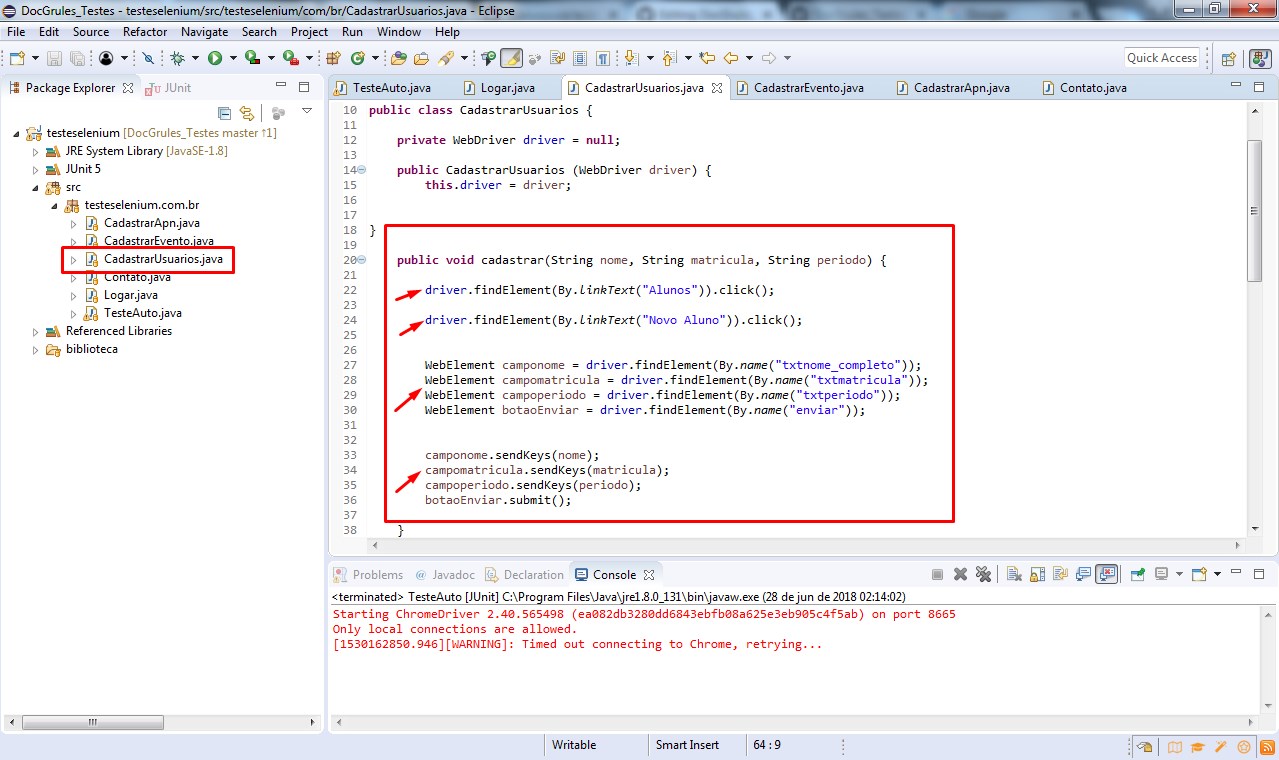 DocGrules_Testes - testeselenium/src/testeselenium/com/br/CadastrarUsuarios.java - Eclipse
File Edit Source Refactor Navigate Search Project Run Window Help
Quick Access
Package Explorer JUnit
testeselenium [DocGrules_Testes master ↑1]
JRE System Library [JavaSE-1.8]
JUnit 5
src
testeselenium.com.br
CadastrarApn.java
CadastrarEvento.java
CadastrarUsuarios.java
Contato.java
Logar.java
TesteAuto.java
Referenced Libraries
biblioteca
TesteAuto.java Logar.java CadastrarUsuarios.java CadastrarEvento.java CadastrarApn.java Contato.java
10 public class CadastrarUsuarios {
11
12 private WebDriver driver = null;
13
14 public CadastrarUsuarios (WebDriver driver) {
15 this.driver = driver;
16
17
18 }
19
20 public void cadastrar(String nome, String matricula, String periodo) {
21
22 driver.findElement(By.linkText("Alunos")).click();
23
24 driver.findElement(By.linkText("Novo Aluno")).click();
25
26
27 WebElement camponome = driver.findElement(By.name("txtnome_completo"));
28 WebElement campomatricula = driver.findElement(By.name("txtmatricula"));
29 WebElement campoperiodo = driver.findElement(By.name("txtperiodo"));
30 WebElement botaoEnviar = driver.findElement(By.name("enviar"));
31
32
33 camponome.sendKeys(nome);
34 campomatricula.sendKeys(matricula);
35 campoperiodo.sendKeys(periodo);
36 botaoEnviar.submit();
37
38 }
Problems @ Javadoc Declaration Console
<terminated> TesteAuto [JUnit] C:\Program Files\Java\jre1.8.0_131\bin\javaw.exe (28 de jun de 2018 02:14:02)
Starting ChromeDriver 2.40.565498 (ea082db3280dd6843ebfb08a625e3eb905c4f5ab) on port 8665
Only local connections are allowed.
[1530162850.946][WARNING]: Timed out connecting to Chrome, retrying...
Writable Smart Insert 64 : 9